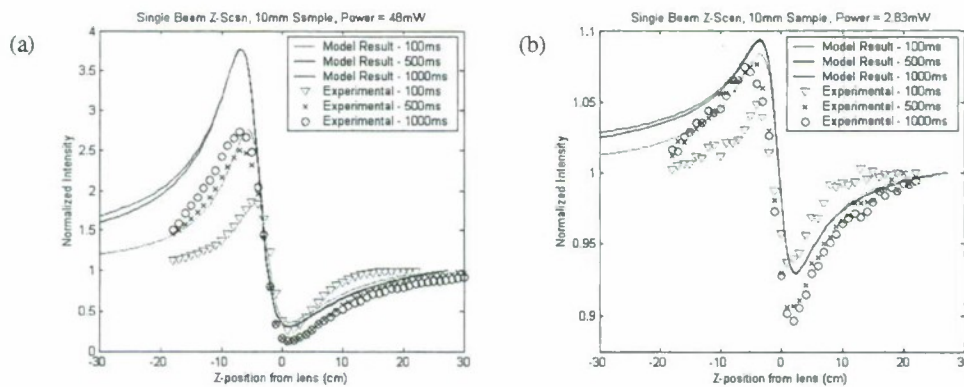 (a)
Single Beam Z-Scan, 10mm Sample, Power = 48mW
Normalized Intensity
4
3.5
3
2.5
2
1.5
1
0.5
0
Model Result - 100ms
Model Result - 500ms
Model Result - 1000ms
Experimental - 100ms
Experimental - 500ms
Experimental - 1000ms
-30
-20
-10
0
10
20
30
Z-position from lens (cm)
(b)
Single Beam Z-Scan, 10mm Sample, Power = 2.83mW
Normalized Intensity
1.1
1.05
1
0.95
0.9
Model Result - 100ms
Model Result - 500ms
Model Result - 1000ms
Experimental - 100ms
Experimental - 500ms
Experimental - 1000ms
-30
-20
-10
0
10
20
Z-position from lens (cm)